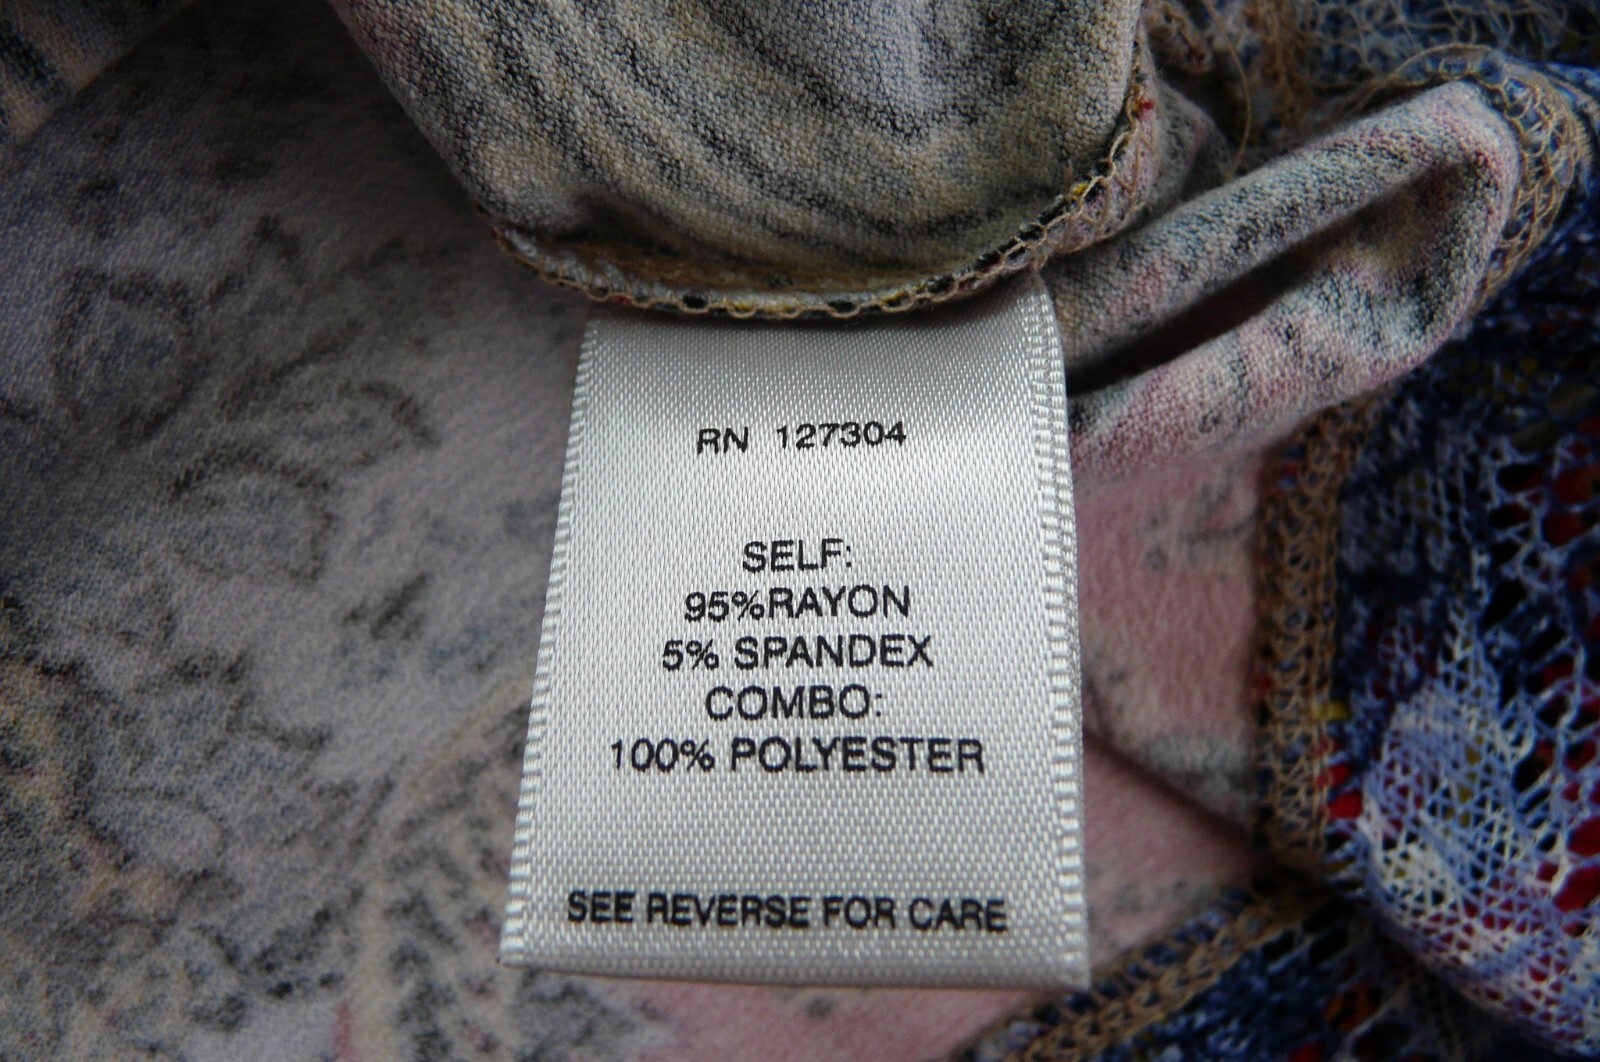 RN 127304
SELF:
95%RAYON
5% SPANDEX
COMBO:
100% POLYESTER
SEE REVERSE FOR CARE